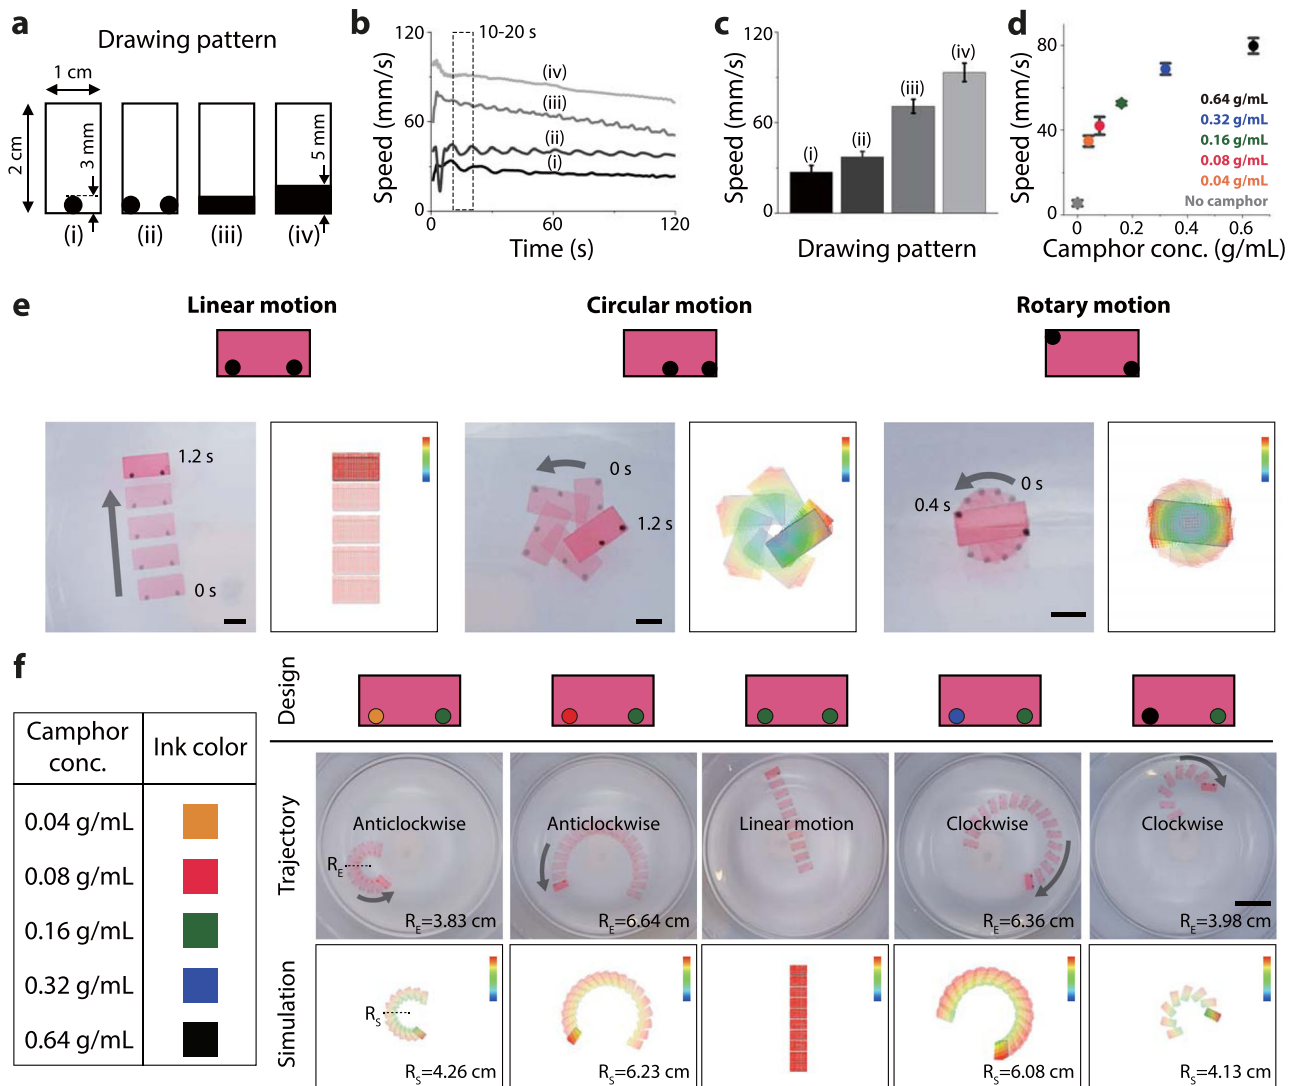 a
Drawing pattern
1 cm
2 cm
3 mm
5 mm
(i)
(ii)
(iii)
(iv)
b
Speed (mm/s)
120
60
0
10-20 s
(iv)
(iii)
(ii)
(i)
0
60
120
Time (s)
c
Speed (mm/s)
120
60
0
(i)
(ii)
(iii)
(iv)
Drawing pattern
d
Speed (mm/s)
80
40
0
0.64 g/mL
0.32 g/mL
0.16 g/mL
0.08 g/mL
0.04 g/mL
No camphor
0
0.2
0.4
0.6
Camphor conc. (g/mL)
e
Linear motion
Circular motion
Rotary motion
1.2 s
0 s
0 s
1.2 s
0 s
0.4 s
f
Camphor
conc.
Ink color
0.04 g/mL
0.08 g/mL
0.16 g/mL
0.32 g/mL
0.64 g/mL
Design
Trajectory
Anticlockwise
RE
RE=3.83 cm
Anticlockwise
RE=6.64 cm
Linear motion
Clockwise
RE=6.36 cm
Clockwise
RE=3.98 cm
Simulation
RS
RS=4.26 cm
RS=6.23 cm
RS=6.08 cm
RS=4.13 cm